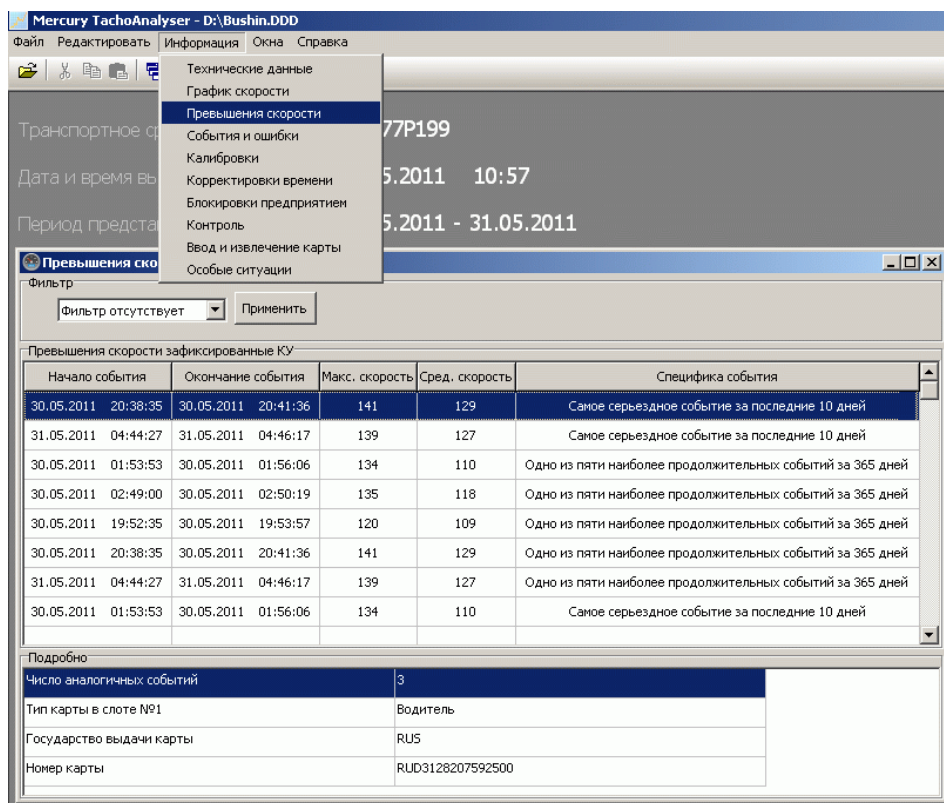 Mercury TachoAnalyser - D:\Bushin.DDD
Файл Редактировать Информация Окна Справка
Технические данные
График скорости
Превышения скорости
События и ошибки
Калибровки
Корректировки времени
Блокировки предприятием
Контроль
Ввод и извлечение карты
Особые ситуации
Транспортное ср 77Р199
Дата и время вы 5.2011 10:57
Период предста 5.2011 - 31.05.2011
Превышения ско
Фильтр
Фильтр отсутствует Применить
Превышения скорости зафиксированные КУ
Начало события Окончание события Макс. скорость Сред. скорость Специфика события
30.05.2011 20:38:35 30.05.2011 20:41:36 141 129 Самое серьездное событие за последние 10 дней
31.05.2011 04:44:27 31.05.2011 04:46:17 139 127 Самое серьездное событие за последние 10 дней
30.05.2011 01:53:53 30.05.2011 01:56:06 134 110 Одно из пяти наиболее продолжительных событий за 365 дней
30.05.2011 02:49:00 30.05.2011 02:50:19 135 118 Одно из пяти наиболее продолжительных событий за 365 дней
30.05.2011 19:52:35 30.05.2011 19:53:57 120 109 Одно из пяти наиболее продолжительных событий за 365 дней
30.05.2011 20:38:35 30.05.2011 20:41:36 141 129 Одно из пяти наиболее продолжительных событий за 365 дней
31.05.2011 04:44:27 31.05.2011 04:46:17 139 127 Одно из пяти наиболее продолжительных событий за 365 дней
30.05.2011 01:53:53 30.05.2011 01:56:06 134 110 Самое серьездное событие за последние 10 дней
Подробно
Число аналогичных событий 3
Тип карты в слоте №1 Водитель
Государство выдачи карты RUS
Номер карты RUD3128207592500